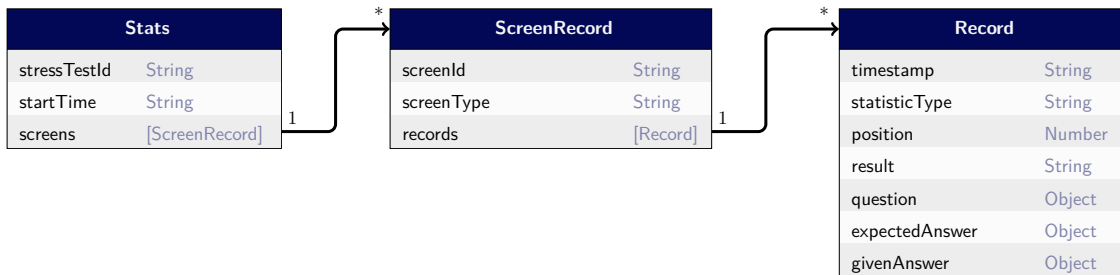 Stats
stressTestId String
startTime String
screens [ScreenRecord]
1
*
ScreenRecord
screenId String
screenType String
records [Record]
1
*
Record
timestamp String
statisticType String
position Number
result String
question Object
expectedAnswer Object
givenAnswer Object